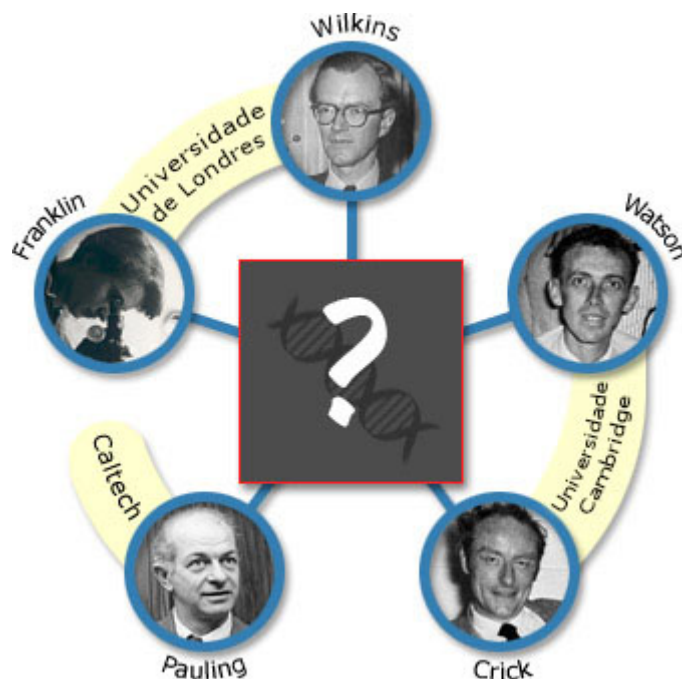 Wilkins
Universidade
de Londres
Franklin
Watson
?
Caltech
Universidade
Cambridge
Pauling
Crick